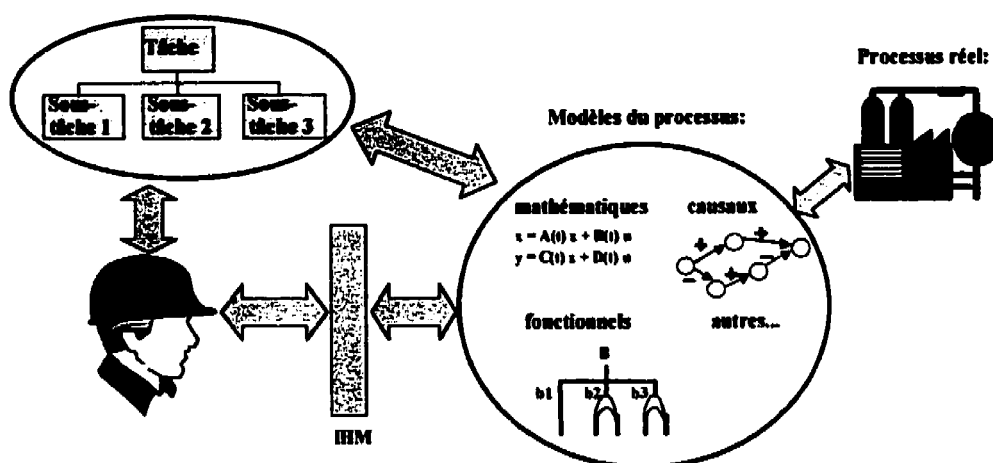 Tâche
Sous-tâche 1
Sous-tâche 2
Sous-tâche 3
Processus réel:
Modèles du processus:
mathématiques
x = A(t) x + B(t) u
y = C(t) x + D(t) u
causaux
+ + - + -
fonctionnels
autres...
B
b1 b2 b3
IHM